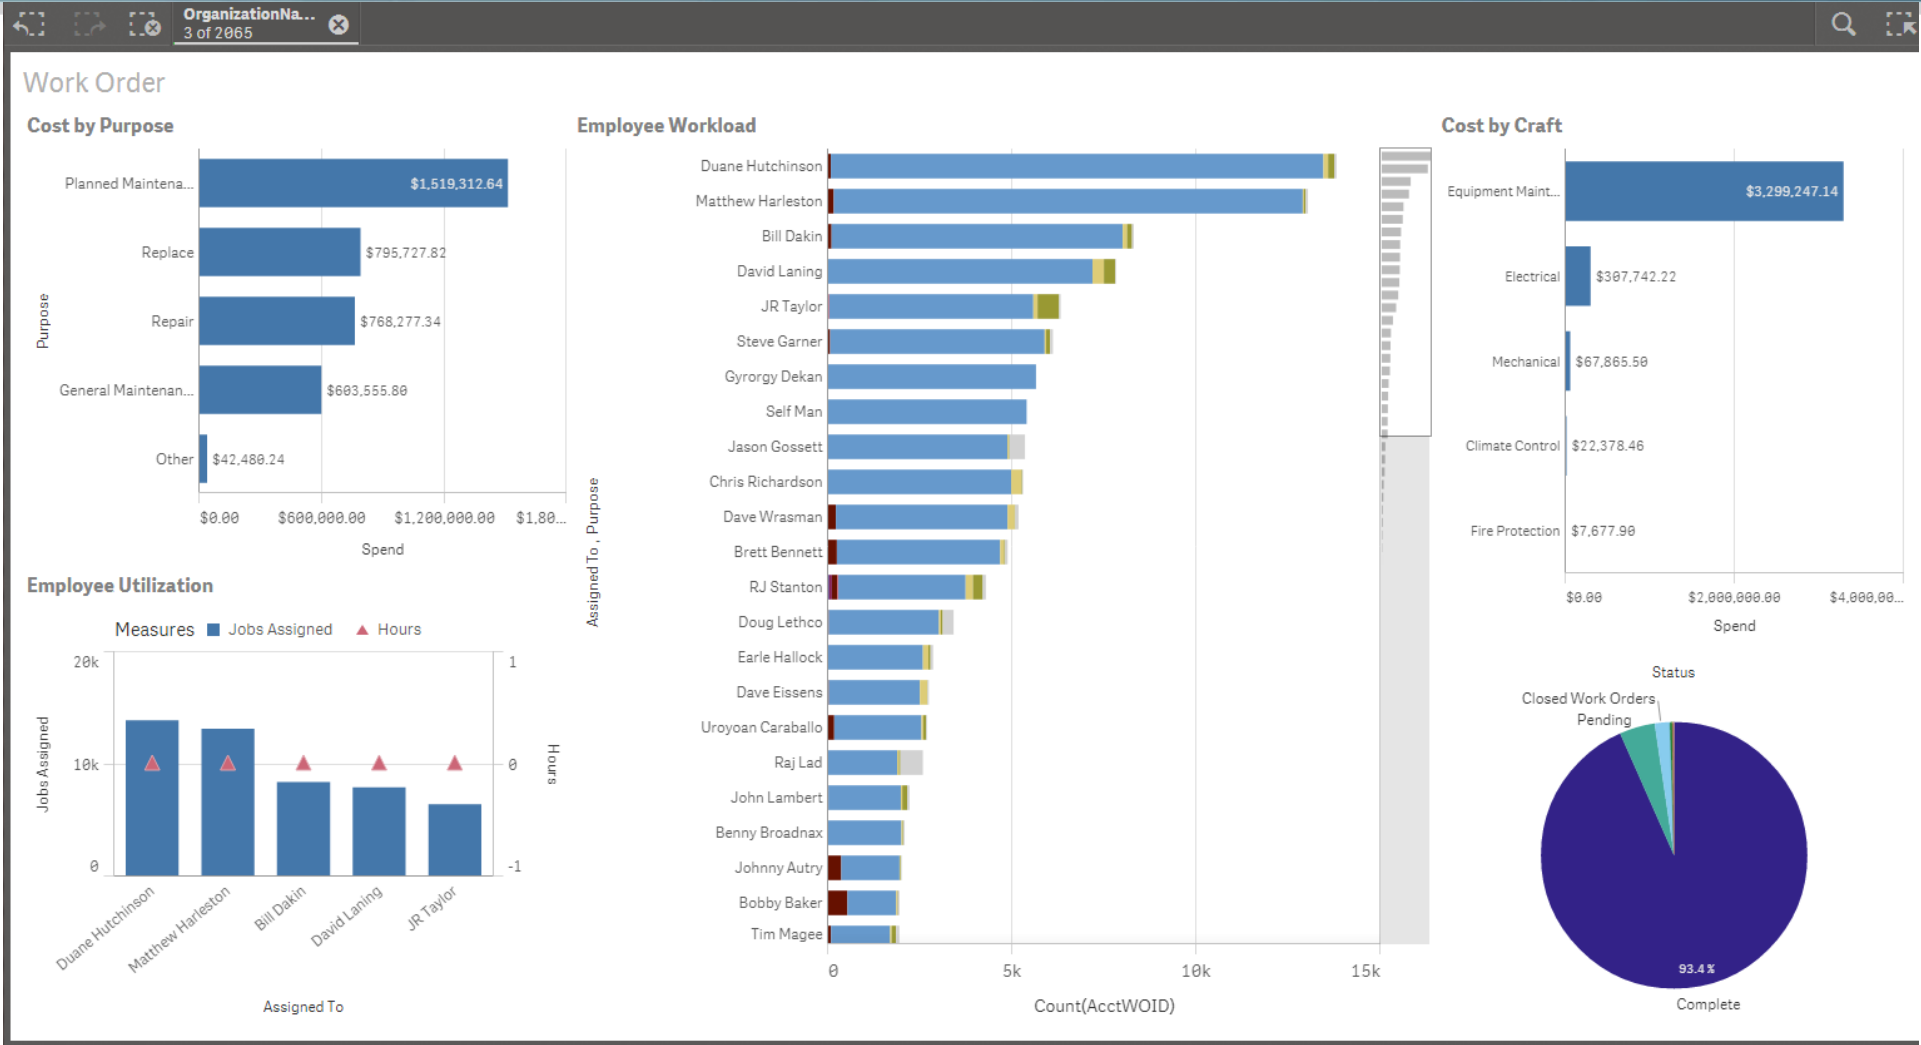 OrganizationNa...
3 of 2065
Work Order
Cost by Purpose
Purpose
Planned Maintena...
$1,519,312.64
Replace
$795,727.82
Repair
$768,277.34
General Maintenan...
$603,555.80
Other
$42,480.24
$0.00 $600,000.00 $1,200,000.00 $1,80...
Spend
Employee Utilization
Measures Jobs Assigned Hours
Jobs Assigned
20k
10k
0
1
0
-1
Hours
Duane Hutchinson
Matthew Harleston
Bill Dakin
David Laning
JR Taylor
Assigned To
Employee Workload
Assigned To , Purpose
Duane Hutchinson
Matthew Harleston
Bill Dakin
David Laning
JR Taylor
Steve Garner
Gyrorgy Dekan
Self Man
Jason Gossett
Chris Richardson
Dave Wrasman
Brett Bennett
RJ Stanton
Doug Lethco
Earle Hallock
Dave Eissens
Uroyoan Caraballo
Raj Lad
John Lambert
Benny Broadnax
Johnny Autry
Bobby Baker
Tim Magee
0 5k 10k 15k
Count(AcctWOID)
Cost by Craft
Equipment Maint...
$3,299,247.14
Electrical
$307,742.22
Mechanical
$67,865.50
Climate Control
$22,378.46
Fire Protection
$7,677.90
$0.00 $2,000,000.00 $4,000,00...
Spend
Status
Closed Work Orders
Pending
93.4%
Complete